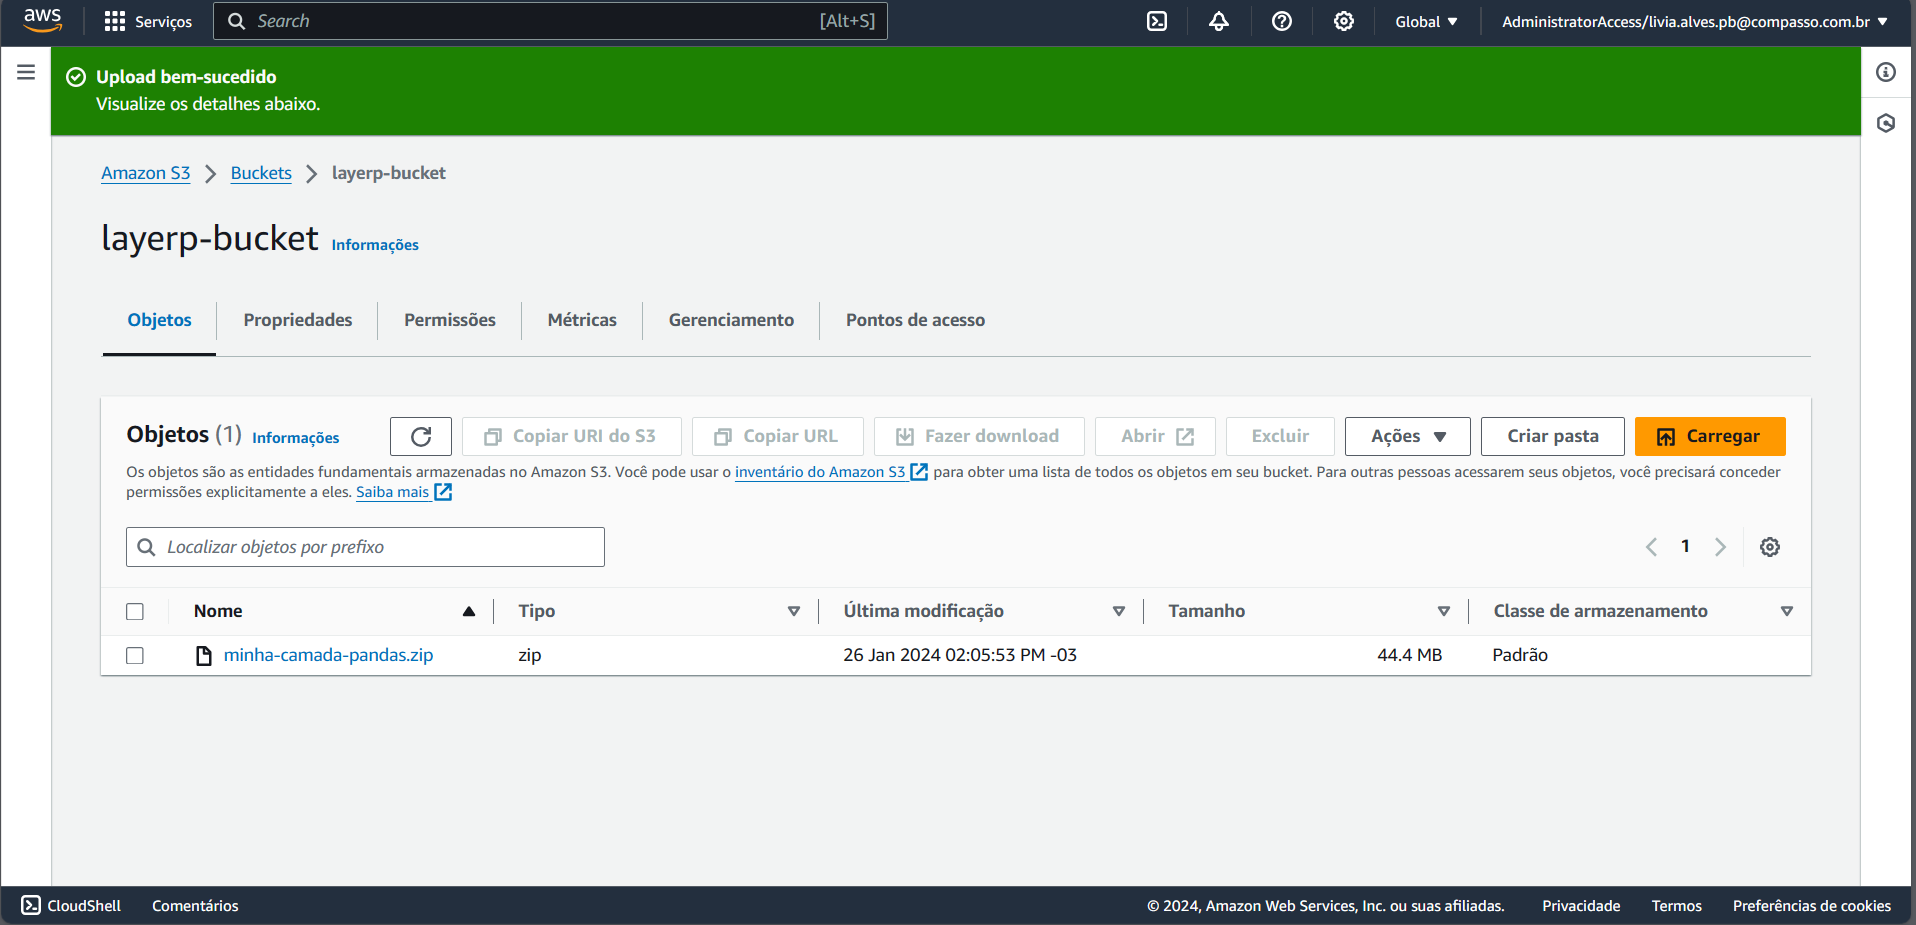 aws Serviços Search [Alt+S] Global AdministratorAccess/livia.alves.pb@compasso.com.br
Upload bem-sucedido
Visualize os detalhes abaixo.
Amazon S3 Buckets layerp-bucket
layerp-bucket Informações
Objetos Propriedades Permissões Métricas Gerenciamento Pontos de acesso
Objetos (1) Informações Copiar URI do S3 Copiar URL Fazer download Abrir Excluir Ações Criar pasta Carregar
Os objetos são as entidades fundamentais armazenadas no Amazon S3. Você pode usar o inventário do Amazon S3 para obter uma lista de todos os objetos em seu bucket. Para outras pessoas acessarem seus objetos, você precisará conceder
permissões explicitamente a eles. Saiba mais
Localizar objetos por prefixo 1
Nome Tipo Última modificação Tamanho Classe de armazenamento
minha-camada-pandas.zip zip 26 Jan 2024 02:05:53 PM -03 44.4 MB Padrão
CloudShell Comentários © 2024, Amazon Web Services, Inc. ou suas afiliadas. Privacidade Termos Preferências de cookies